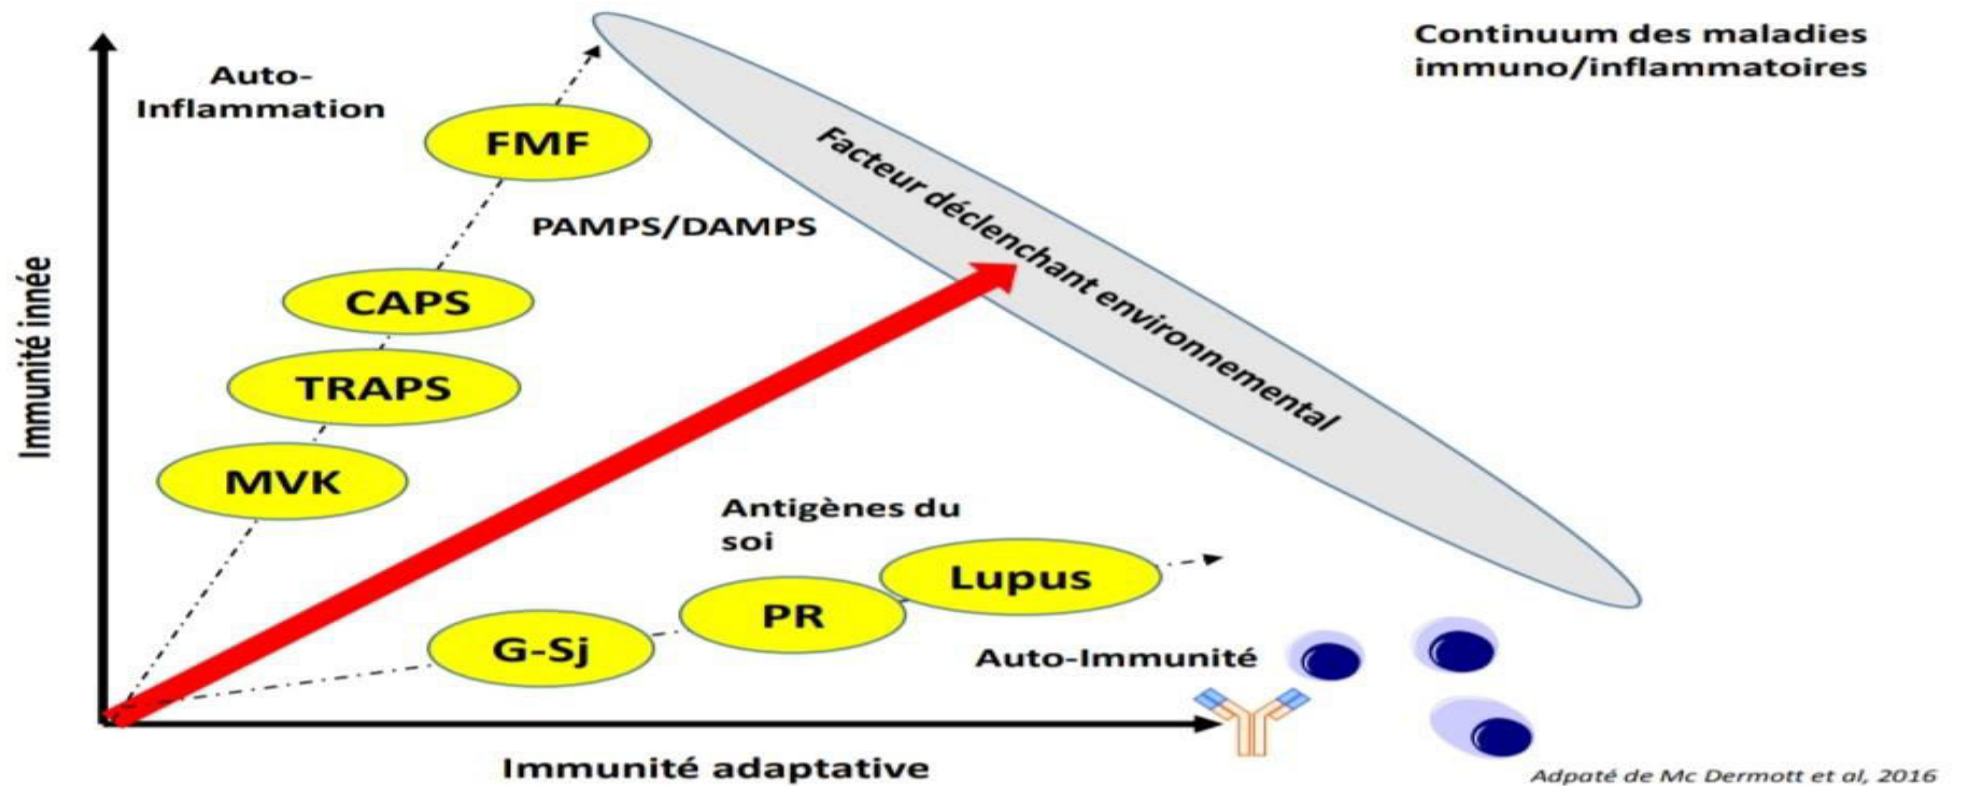 Continuum des maladies
immuno/inflammatoires
Auto-
Inflammation
FMF
Facteur déclenchant environnemental
PAMPS/DAMPS
Immunité innée
CAPS
TRAPS
MVK
Antigènes du
soi
Lupus
PR
G-Sj
Auto-Immunité
Immunité adaptative
Adpaté de Mc Dermott et al, 2016